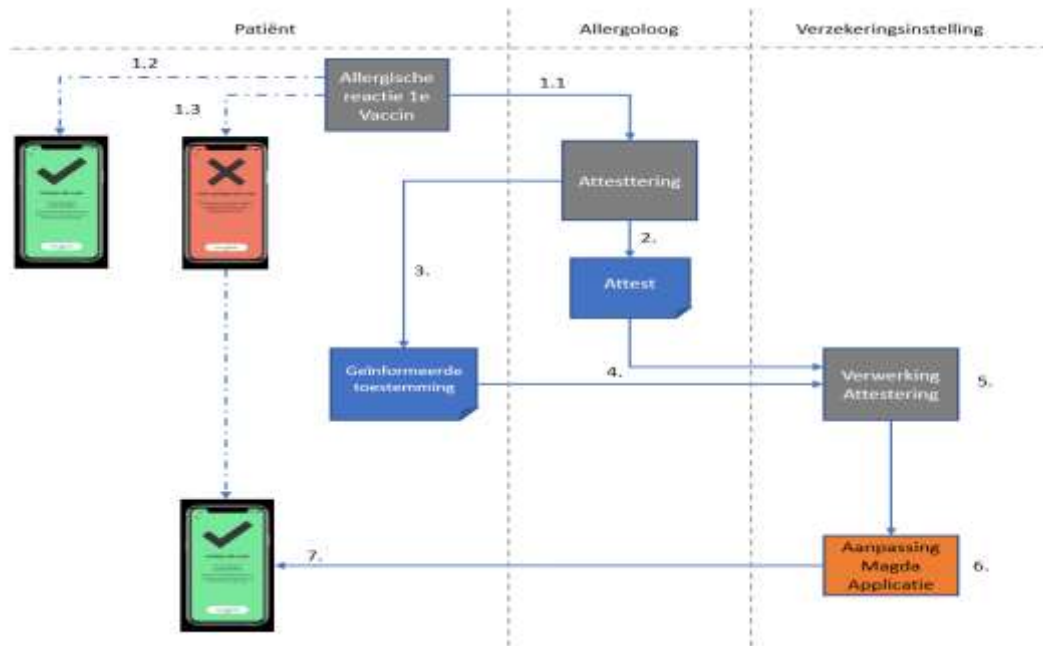 Patiënt
Allergoloog
Verzekeringsinstelling
1.2
Allergische
reactie 1e
Vaccin
1.1
1.3
Attesttering
2.
3.
Attest
Geïnformeerde
toestemming
4.
Verwerking
Attestering
5.
7.
Aanpassing
Magda
Applicatie
6.